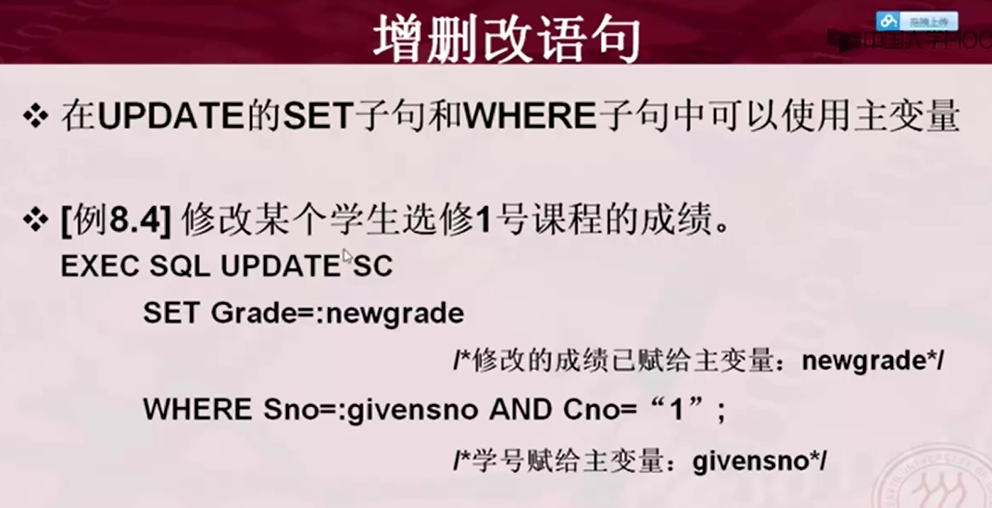 增删改语句
拖拽上传
中国大学MOO
❖ 在UPDATE的SET子句和WHERE子句中可以使用主变量
❖ [例8.4] 修改某个学生选修1号课程的成绩。
EXEC SQL UPDATE SC
SET Grade=:newgrade
/*修改的成绩已赋给主变量：newgrade*/
WHERE Sno=:givensno AND Cno=“1”;
/*学号赋给主变量：givensno*/